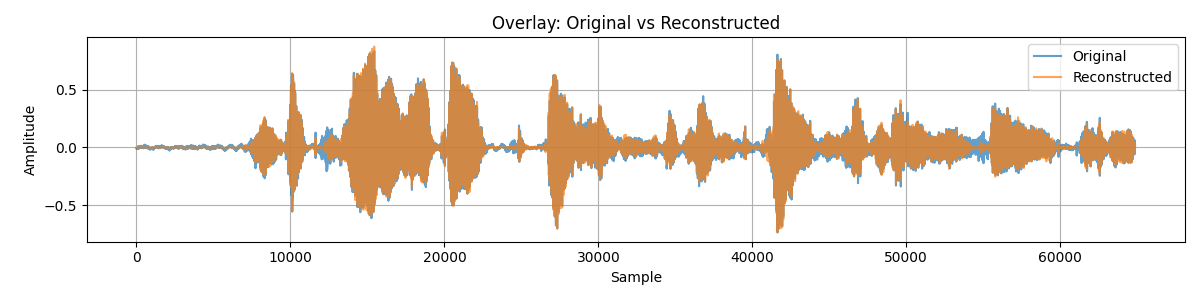 Overlay: Original vs Reconstructed
Original
Reconstructed
Amplitude
0.5
0.0
−0.5
0 10000 20000 30000 40000 50000 60000
Sample